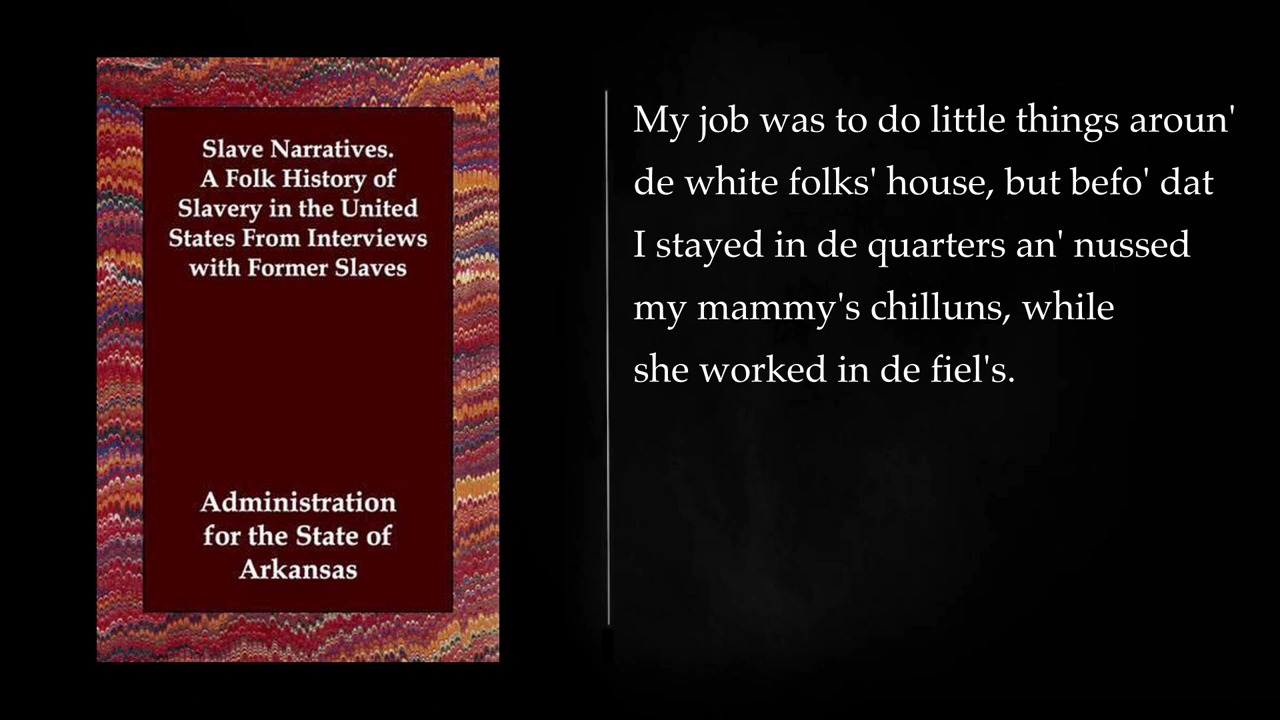 Slave Narratives.
A Folk History of
Slavery in the United
States From Interviews
with Former Slaves
Administration
for the State of
Arkansas
My job was to do little things aroun'
de white folks' house, but befo' dat
I stayed in de quarters an' nussed
my mammy's chilluns, while
she worked in de fiel's.